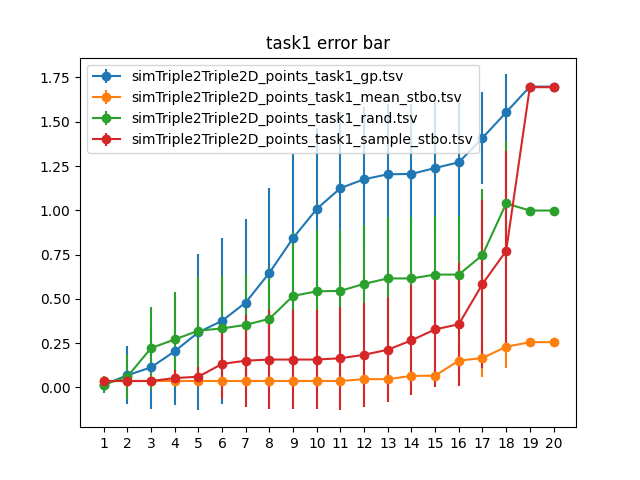 task1 error bar
simTriple2Triple2D_points_task1_gp.tsv
simTriple2Triple2D_points_task1_mean_stbo.tsv
simTriple2Triple2D_points_task1_rand.tsv
simTriple2Triple2D_points_task1_sample_stbo.tsv
1.75
1.50
1.25
1.00
0.75
0.50
0.25
0.00
1 2 3 4 5 6 7 8 9 10 11 12 13 14 15 16 17 18 19 20